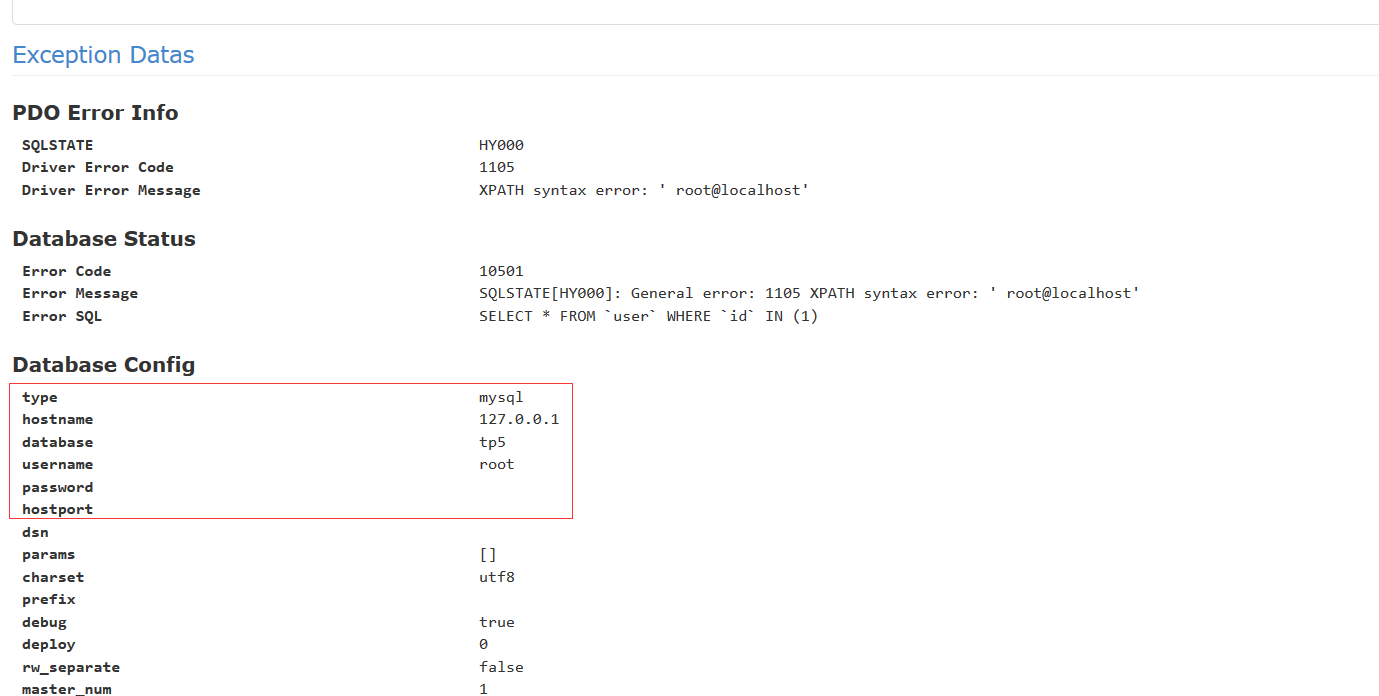 Exception Datas
PDO Error Info
SQLSTATE HY000
Driver Error Code 1105
Driver Error Message XPATH syntax error: ' root@localhost'
Database Status
Error Code 10501
Error Message SQLSTATE[HY000]: General error: 1105 XPATH syntax error: ' root@localhost'
Error SQL SELECT * FROM `user` WHERE `id` IN (1)
Database Config
type mysql
hostname 127.0.0.1
database tp5
username root
password
hostport
dsn
params []
charset utf8
prefix
debug true
deploy 0
rw_separate false
master_num 1